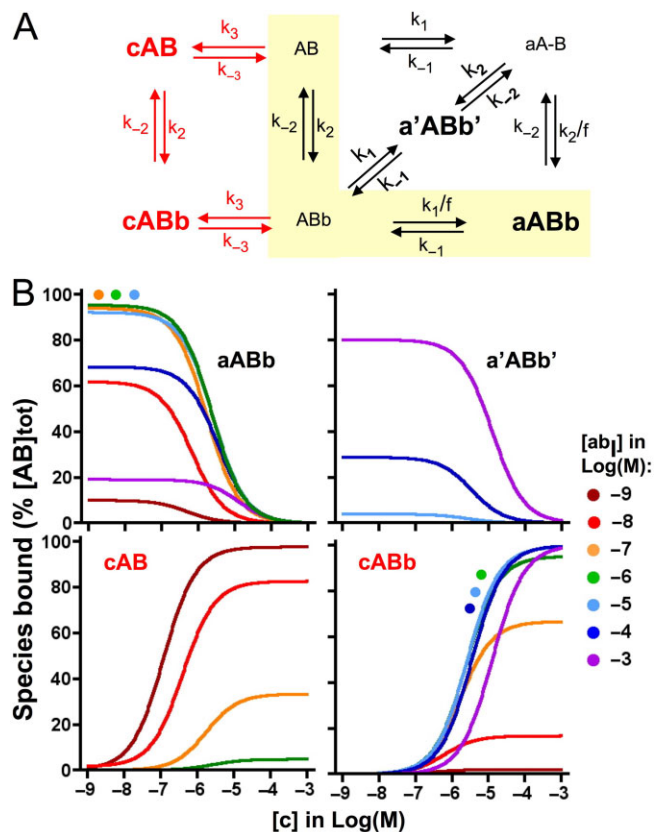 A
cAB k₃ k₋₃ AB k₁ k₋₁ aA-B
k₋₂ k₂ k₋₂ k₂ a'ABb' k₂ k₋₂ k₋₂ k₂/f
k₁ k₋₁
cABb k₃ k₋₃ ABb k₁/f k₋₁ aABb
B
Species bound (% [AB]tot)
100
80
60
40
20
0
aABb
a'ABb'
100
80
60
40
20
0
cAB
cABb
−9 −8 −7 −6 −5 −4 −3
−9 −8 −7 −6 −5 −4 −3
[c] in Log(M)
[abI] in
Log(M):
−9
−8
−7
−6
−5
−4
−3